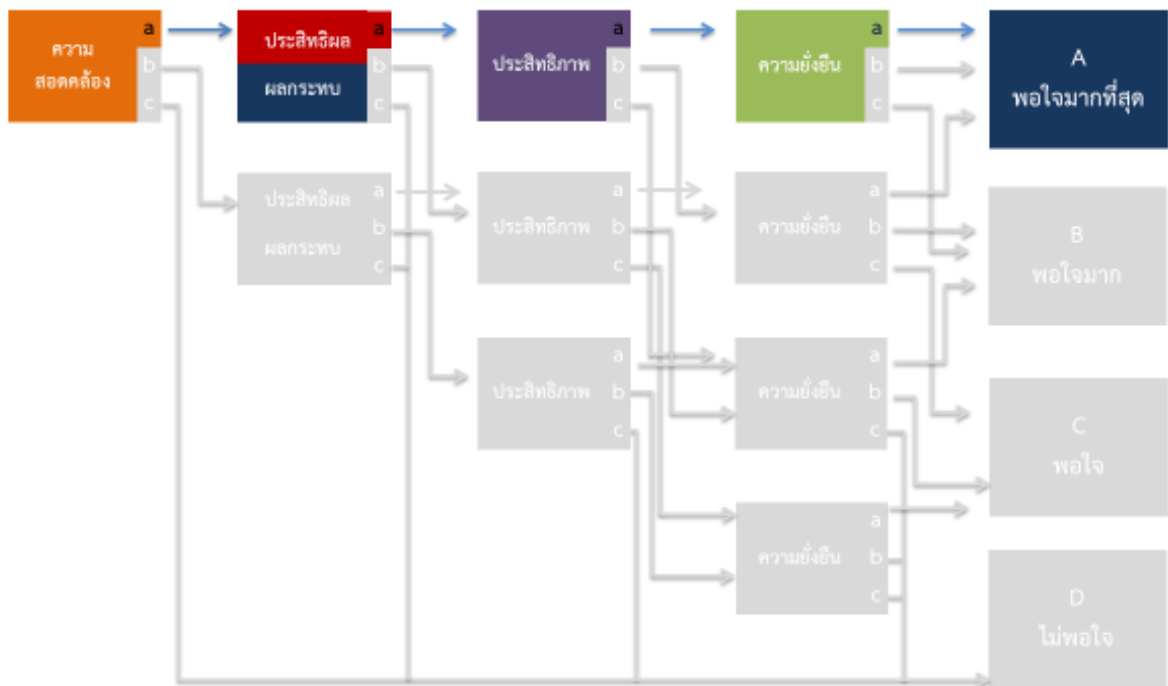 ความ
สอดคล้อง
a
b
c
ประสิทธิผล
ผลกระทบ
a
b
c
ประสิทธิภาพ
a
b
c
ความยั่งยืน
a
b
c
A
พอใจมากที่สุด
ประสิทธิผล
ผลกระทบ
a
b
c
ประสิทธิภาพ
a
b
c
ความยั่งยืน
a
b
c
B
พอใจมาก
ประสิทธิภาพ
a
b
c
ความยั่งยืน
a
b
c
C
พอใจ
ความยั่งยืน
a
b
c
D
ไม่พอใจ